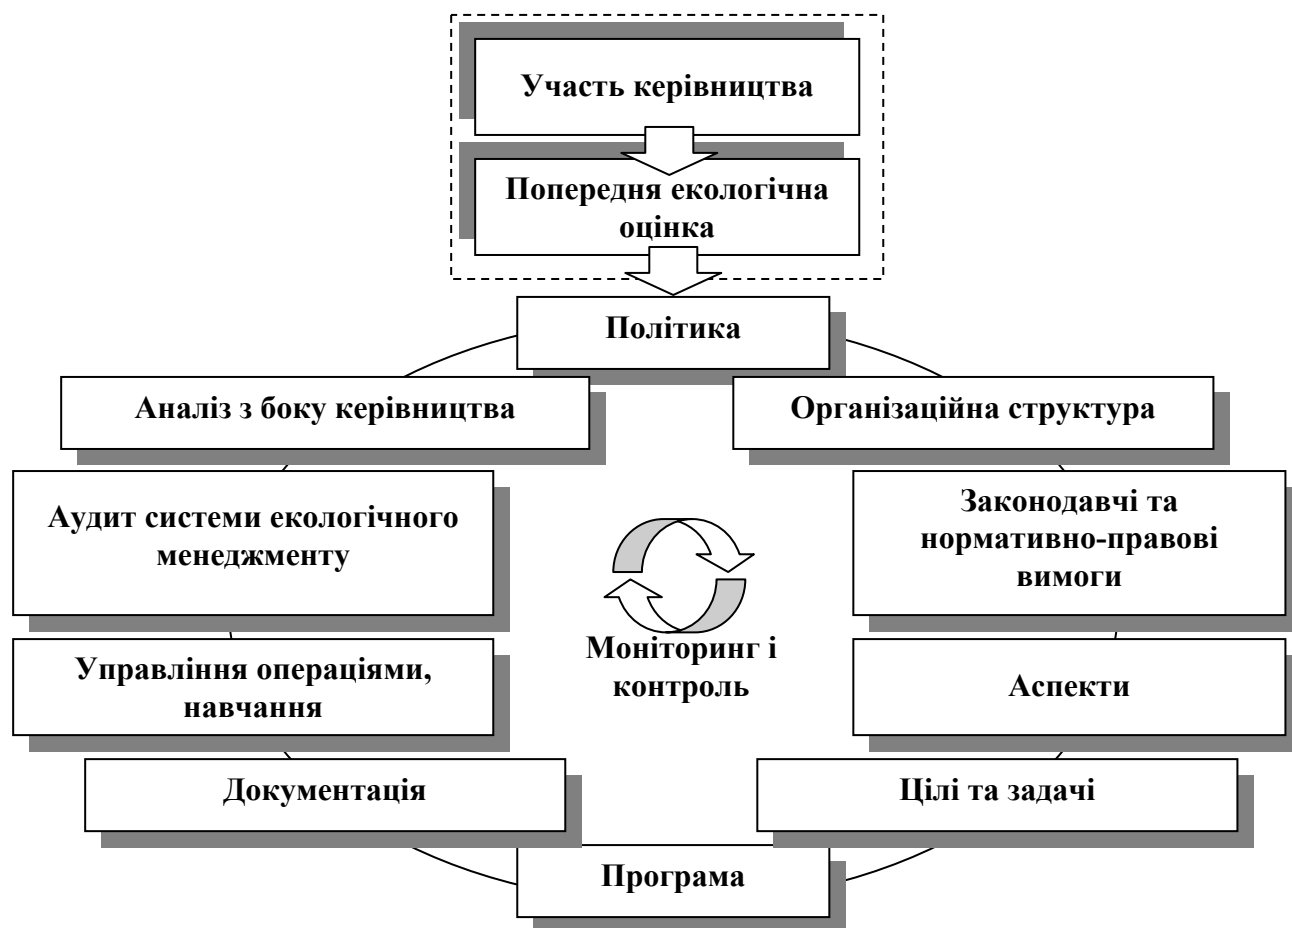 Участь керівництва
Попередня екологічна
оцінка
Політика
Аналіз з боку керівництва
Організаційна структура
Аудит системи екологічного
менеджменту
Законодавчі та
нормативно-правові
вимоги
Моніторинг і
контроль
Управління операціями,
навчання
Аспекти
Документація
Цілі та задачі
Програма